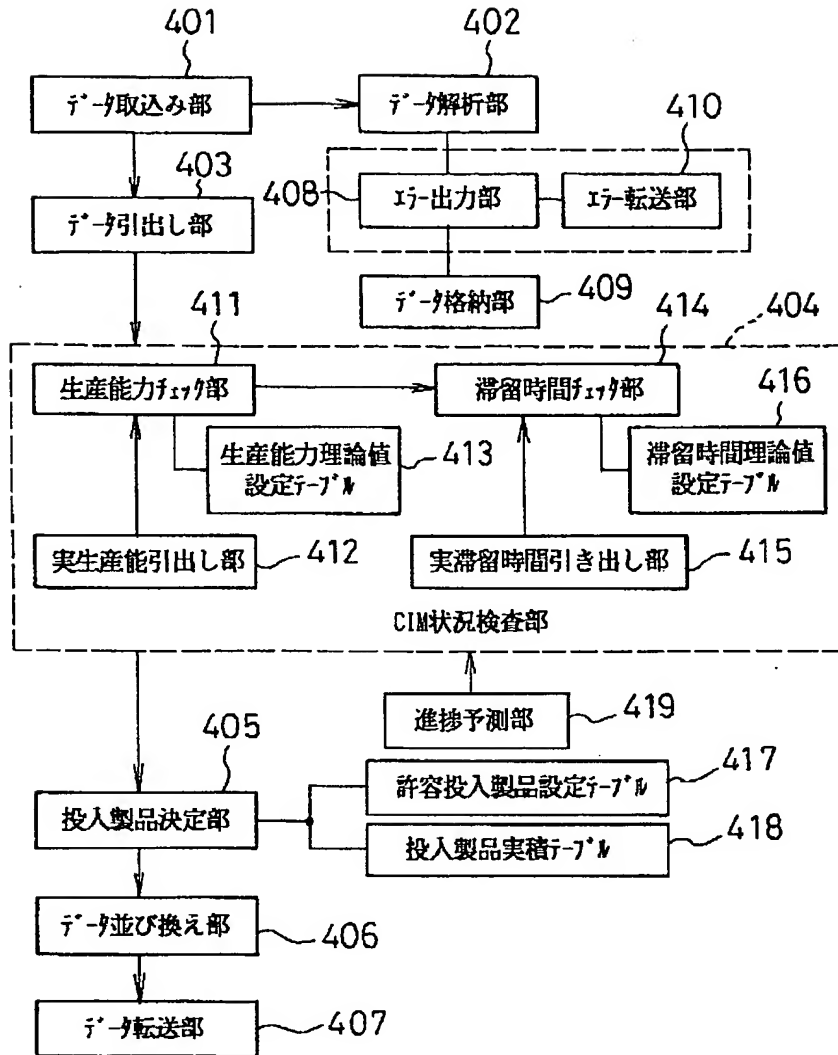 401
402
データ取込み部
データ解析部
410
403
408
エラー出力部
エラー転送部
データ引出し部
データ格納部
409
411
414
404
生産能力チェック部
滞留時間チェック部
416
生産能力理論値
設定テーブル
413
滞留時間理論値
設定テーブル
実生産能引出し部
412
実滞留時間引き出し部
415
CIM状況検査部
進捗予測部
419
405
417
許容投入製品設定テーブル
投入製品決定部
418
投入製品実積テーブル
データ並び換え部
406
データ転送部
407